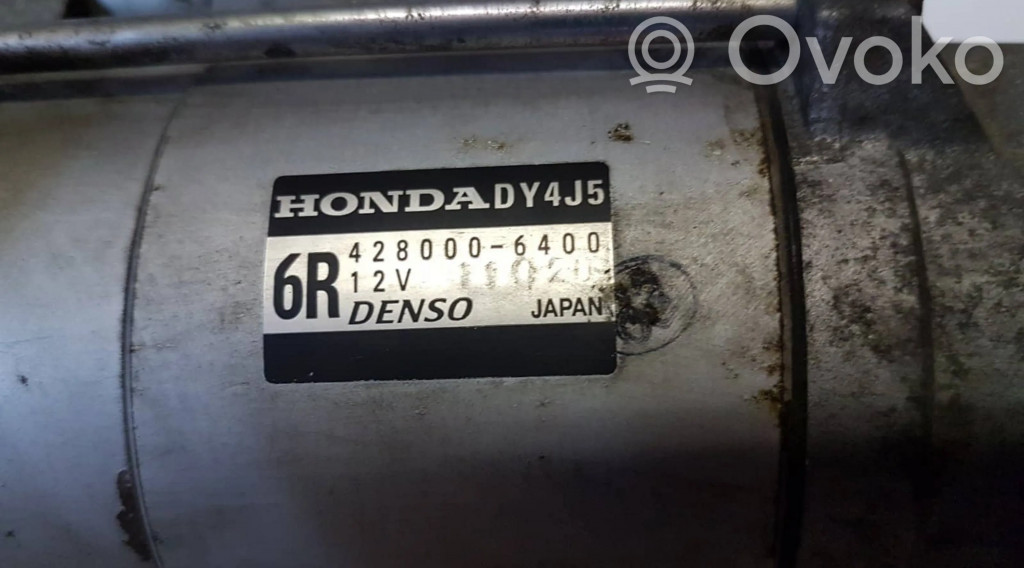 Ovoko
HONDA DY4J5
428000-6400
6R 12V
DENSO JAPAN